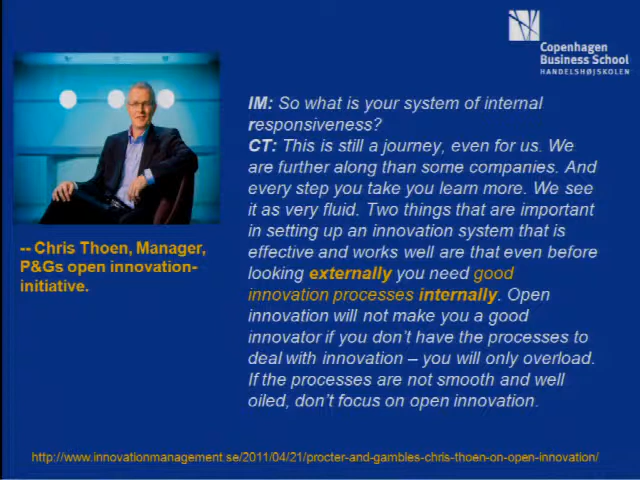 Copenhagen
Business School
HANDELSHØJSKOLEN
IM: So what is your system of internal
responsiveness?
CT: This is still a journey, even for us. We
are further along than some companies. And
every step you take you learn more. We see
it as very fluid. Two things that are important
in setting up an innovation system that is
effective and works well are that even before
looking externally you need good
innovation processes internally. Open
innovation will not make you a good
innovator if you don’t have the processes to
deal with innovation – you will only overload.
If the processes are not smooth and well
oiled, don’t focus on open innovation.
-- Chris Thoen, Manager,
P&Gs open innovation-
initiative.
http://www.innovationmanagement.se/2011/04/21/procter-and-gambles-chris-thoen-on-open-innovation/